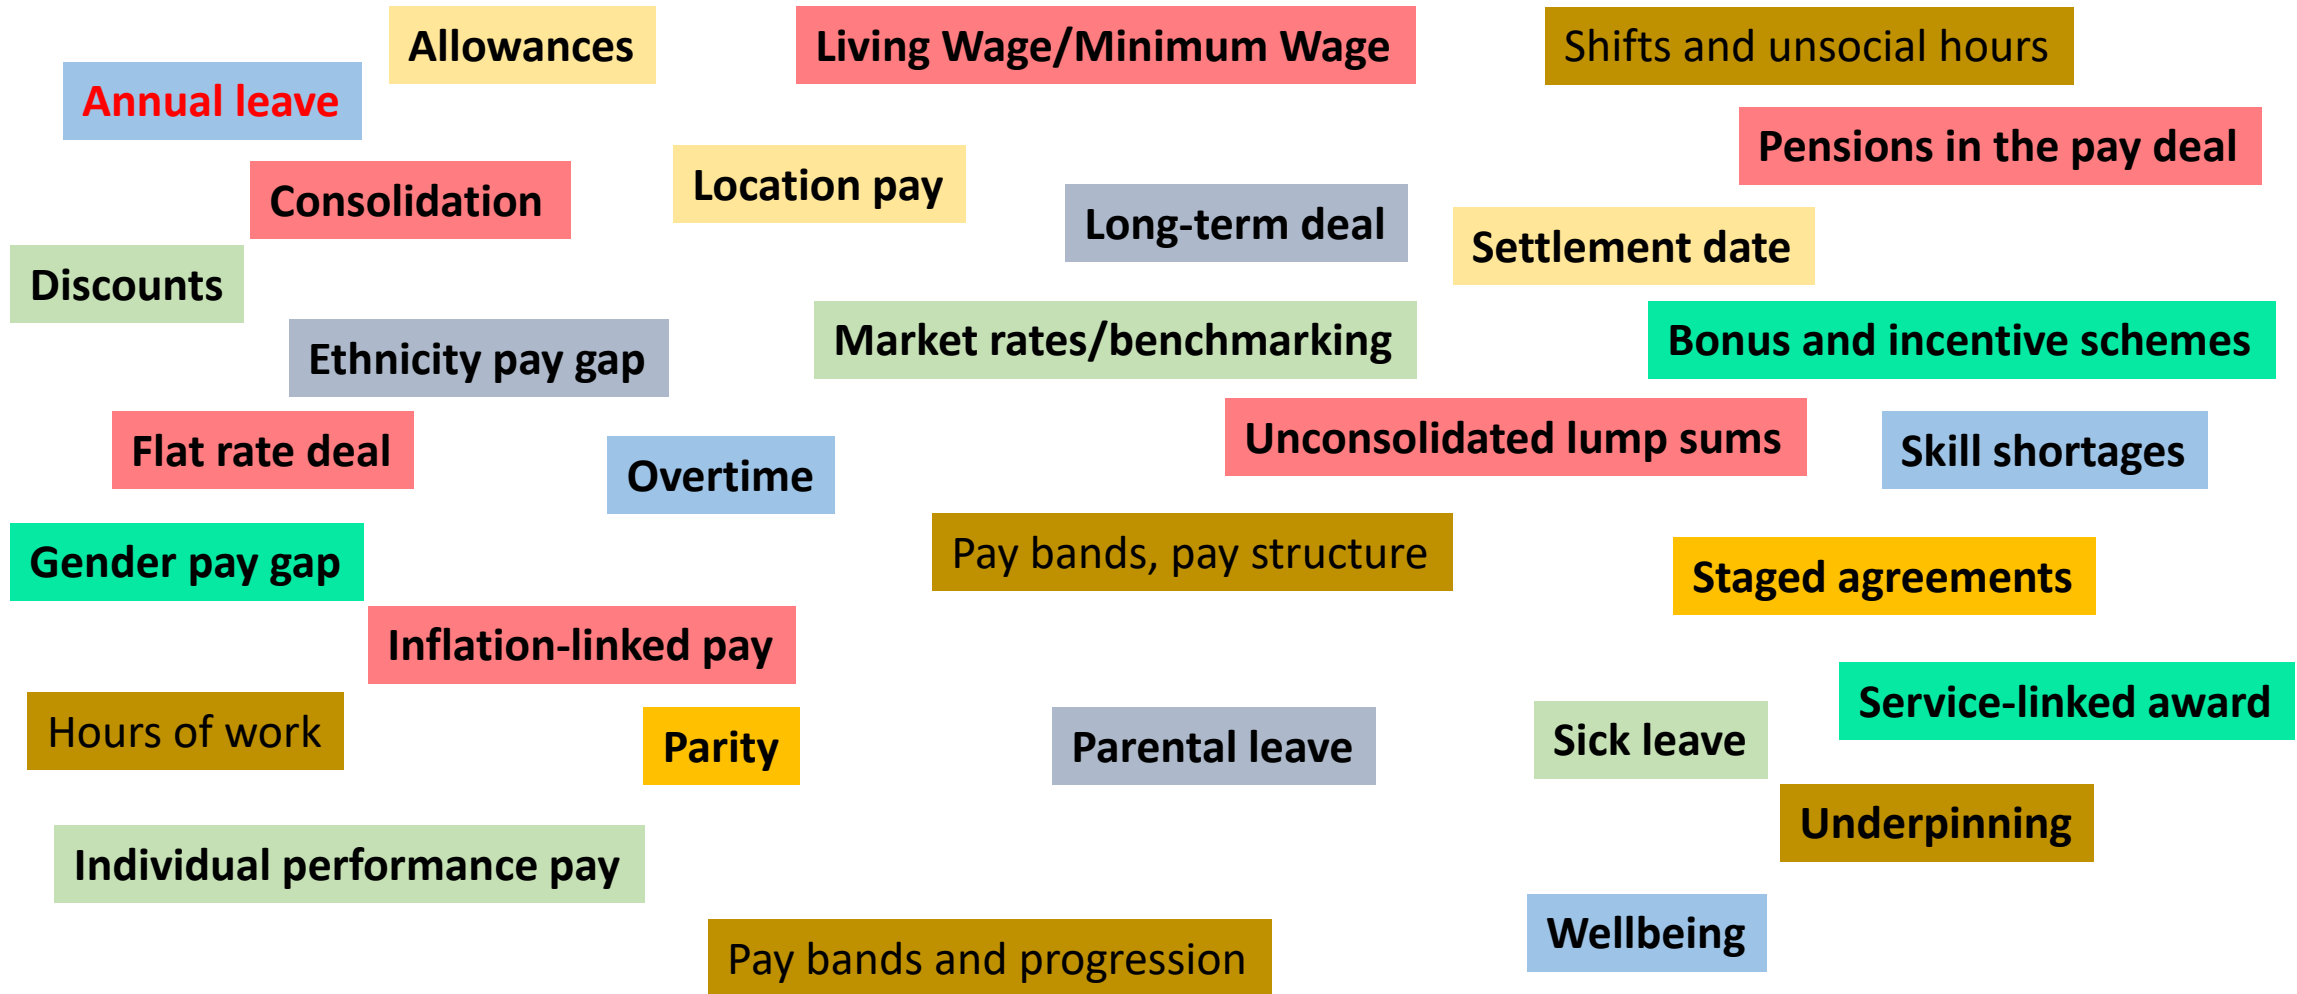 Allowances
Living Wage/Minimum Wage
Shifts and unsocial hours
Annual leave
Pensions in the pay deal
Consolidation
Location pay
Long-term deal
Settlement date
Discounts
Ethnicity pay gap
Market rates/benchmarking
Bonus and incentive schemes
Flat rate deal
Overtime
Unconsolidated lump sums
Skill shortages
Gender pay gap
Pay bands, pay structure
Staged agreements
Inflation-linked pay
Hours of work
Parity
Parental leave
Sick leave
Service-linked award
Underpinning
Individual performance pay
Wellbeing
Pay bands and progression